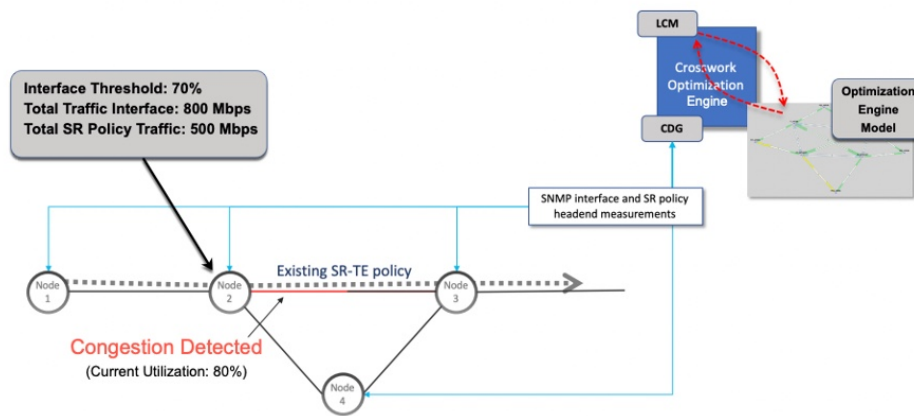 LCM
Crosswork
Optimization
Engine
CDG
Optimization
Engine
Model
Interface Threshold: 70%
Total Traffic Interface: 800 Mbps
Total SR Policy Traffic: 500 Mbps
SNMP interface and SR policy
headend measurements
Existing SR-TE policy
Node
1
Node
2
Node
3
Congestion Detected
(Current Utilization: 80%)
Node
4